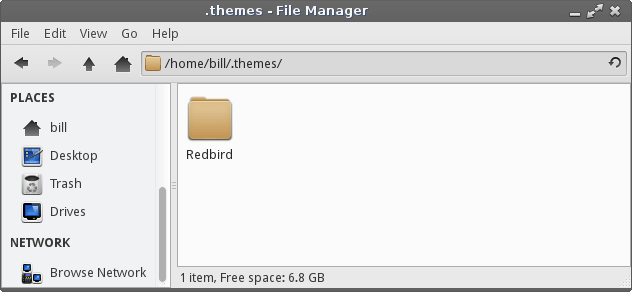 .themes - File Manager
File Edit View Go Help
/home/bill/.themes/
PLACES
bill
Desktop
Trash
Drives
NETWORK
Browse Network
Redbird
1 item, Free space: 6.8 GB